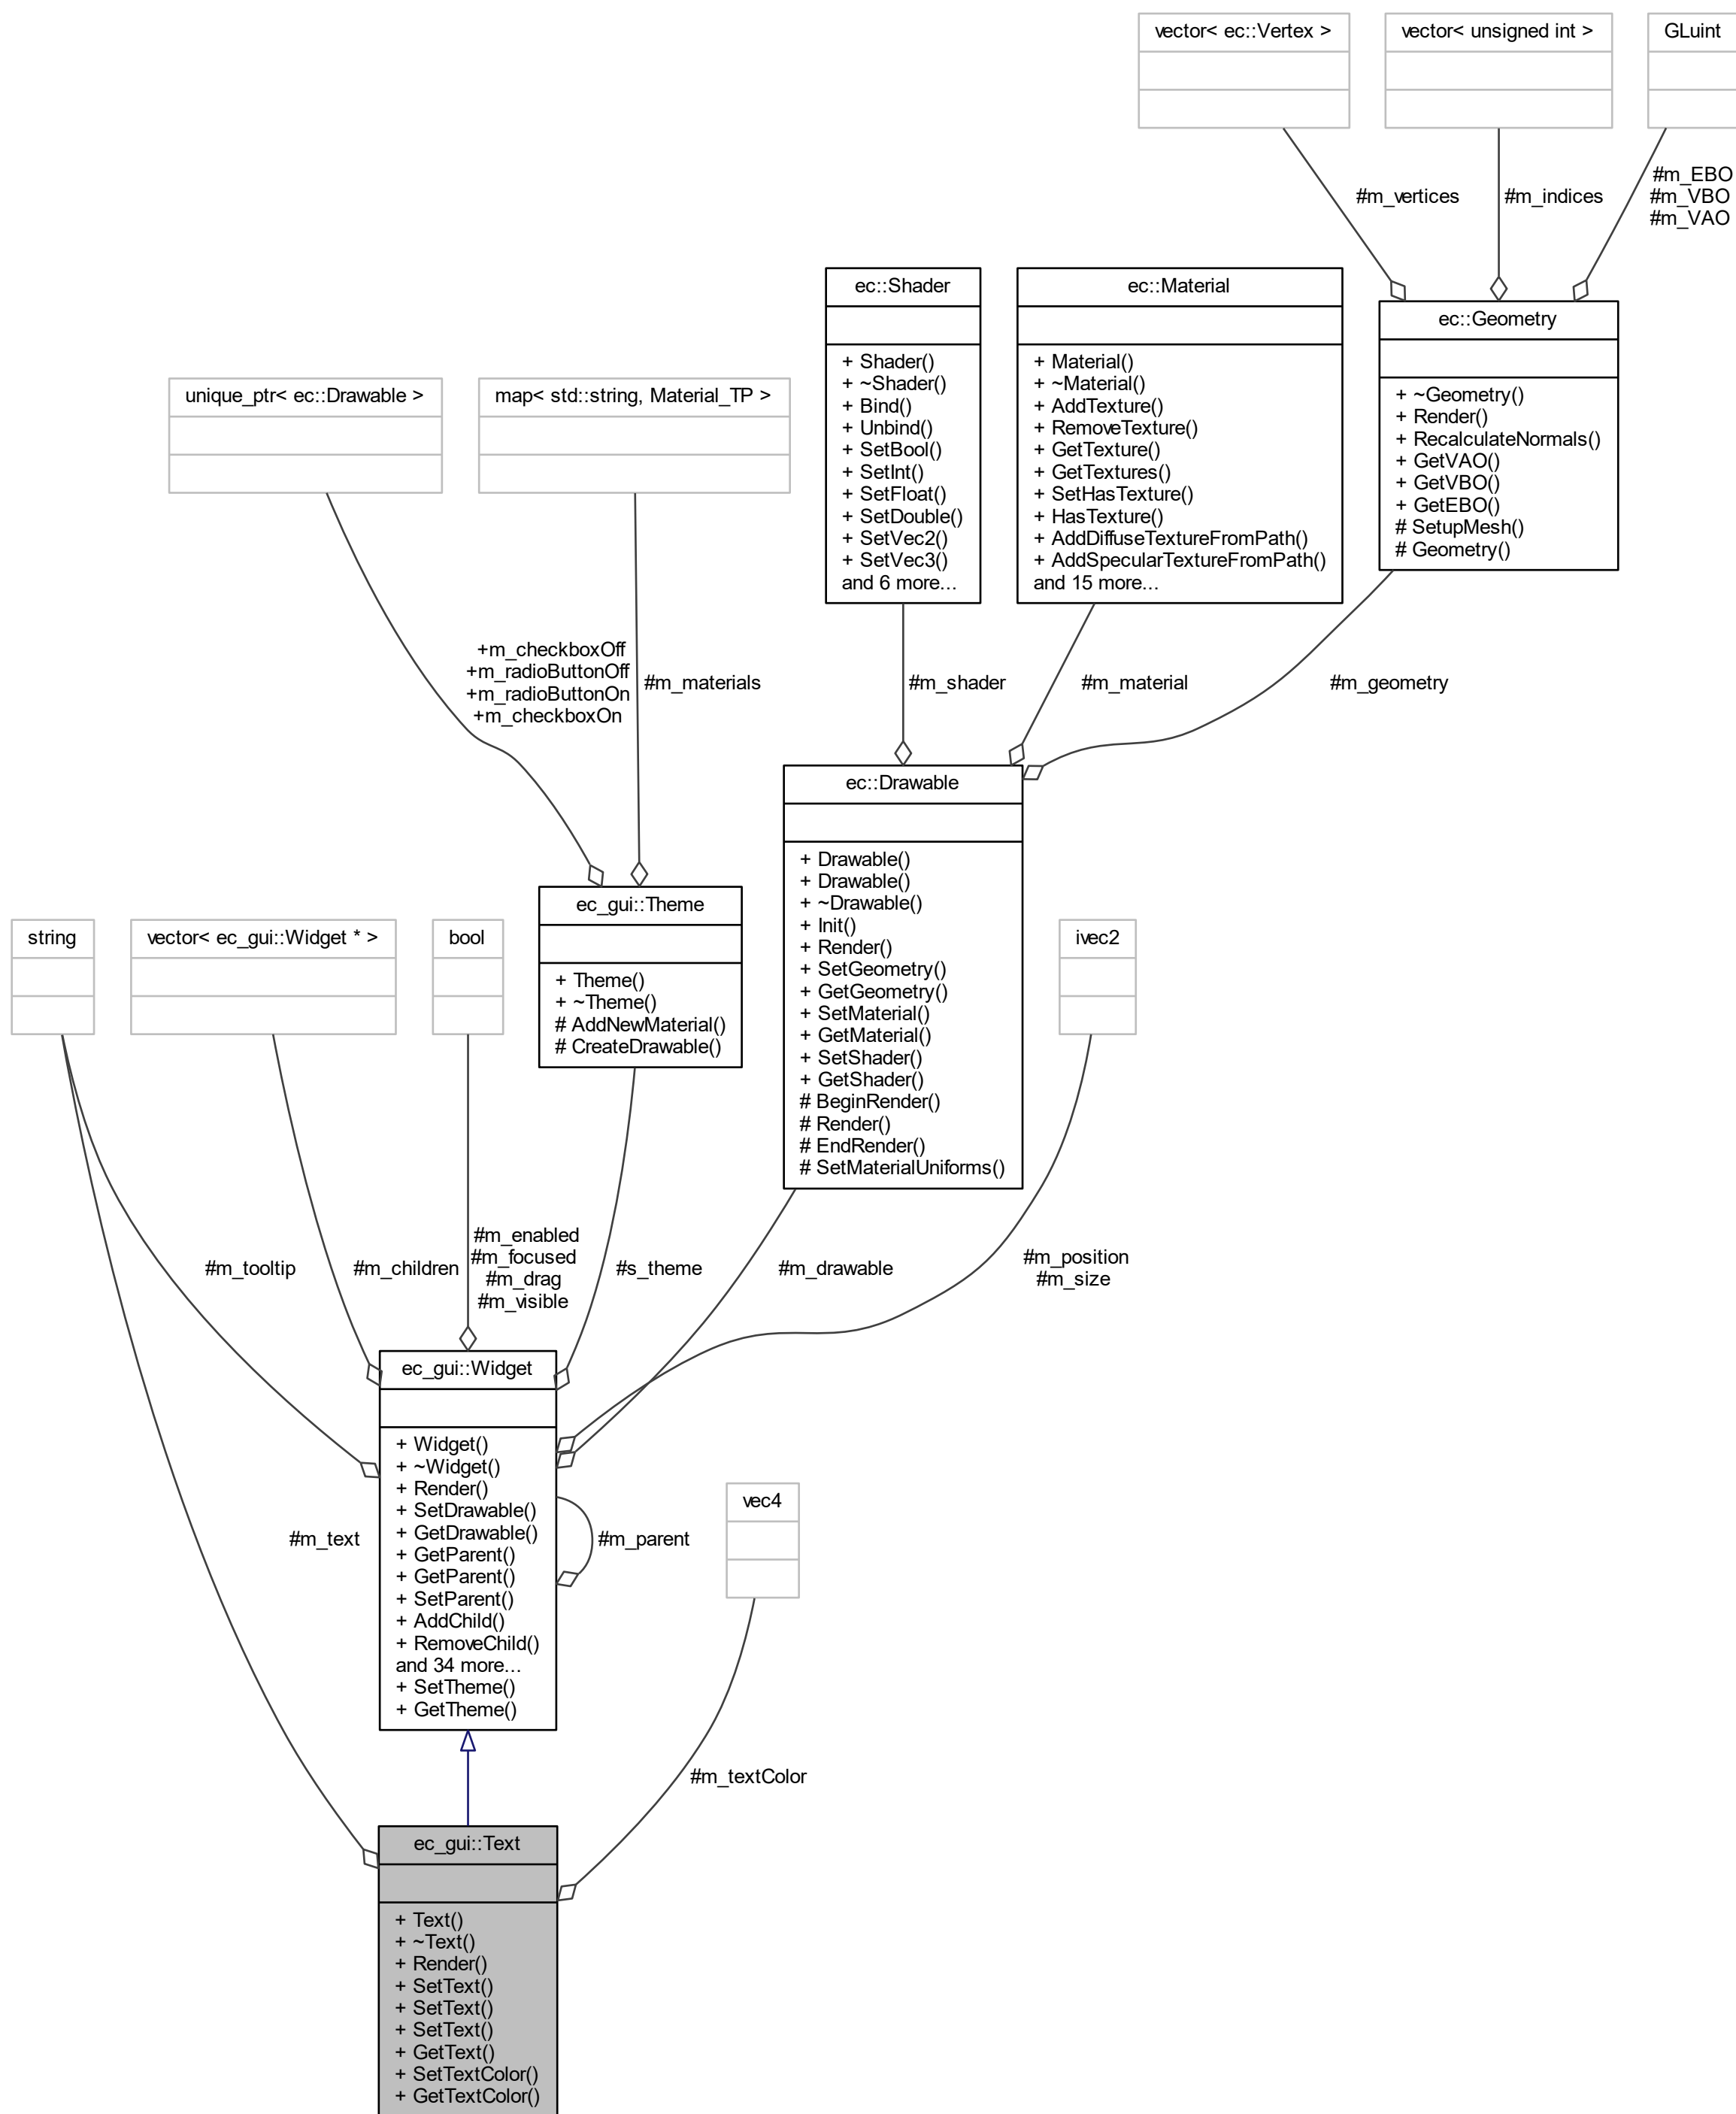 vector< ec::Vertex >
vector< unsigned int >
GLuint
#m_vertices
#m_indices
#m_EBO
#m_VBO
#m_VAO
ec::Shader
+ Shader()
+ ~Shader()
+ Bind()
+ Unbind()
+ SetBool()
+ SetInt()
+ SetFloat()
+ SetDouble()
+ SetVec2()
+ SetVec3()
and 6 more...
ec::Material
+ Material()
+ ~Material()
+ AddTexture()
+ RemoveTexture()
+ GetTexture()
+ GetTextures()
+ SetHasTexture()
+ HasTexture()
+ AddDiffuseTextureFromPath()
+ AddSpecularTextureFromPath()
and 15 more...
ec::Geometry
+ ~Geometry()
+ Render()
+ RecalculateNormals()
+ GetVAO()
+ GetVBO()
+ GetEBO()
# SetupMesh()
# Geometry()
unique_ptr< ec::Drawable >
map< std::string, Material_TP >
+m_checkboxOff
+m_radioButtonOff
+m_radioButtonOn
+m_checkboxOn
#m_materials
#m_shader
#m_material
#m_geometry
ec::Drawable
+ Drawable()
+ Drawable()
+ ~Drawable()
+ Init()
+ Render()
+ SetGeometry()
+ GetGeometry()
+ SetMaterial()
+ GetMaterial()
+ SetShader()
+ GetShader()
# BeginRender()
# Render()
# EndRender()
# SetMaterialUniforms()
string
vector< ec_gui::Widget * >
bool
ec_gui::Theme
+ Theme()
+ ~Theme()
# AddNewMaterial()
# CreateDrawable()
ivec2
#m_tooltip
#m_children
#m_enabled
#m_focused
#m_drag
#m_visible
#s_theme
#m_drawable
#m_position
#m_size
ec_gui::Widget
+ Widget()
+ ~Widget()
+ Render()
+ SetDrawable()
+ GetDrawable()
+ GetParent()
+ GetParent()
+ SetParent()
+ AddChild()
+ RemoveChild()
and 34 more...
+ SetTheme()
+ GetTheme()
#m_text
#m_parent
vec4
#m_textColor
ec_gui::Text
+ Text()
+ ~Text()
+ Render()
+ SetText()
+ SetText()
+ SetText()
+ GetText()
+ SetTextColor()
+ GetTextColor()